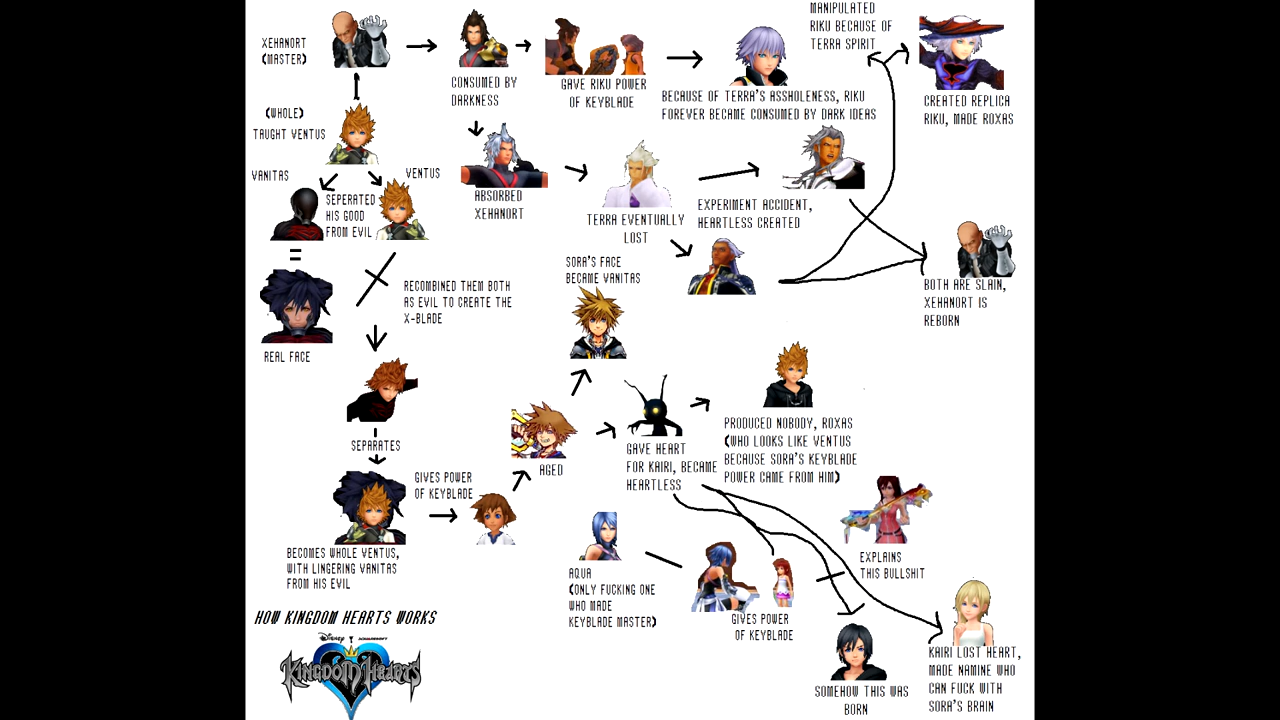 XEHANORT
(MASTER)
CONSUMED BY
DARKNESS
GAVE RIKU POWER
OF KEYBLADE
BECAUSE OF TERRA'S ASSHOLENESS, RIKU
FOREVER BECAME CONSUMED BY DARK IDEAS
MANIPULATED
RIKU BECAUSE OF
TERRA SPIRIT
CREATED REPLICA
RIKU, MADE ROXAS
(WHOLE)
TAUGHT VENTUS
VANITAS
SEPERATED
HIS GOOD
FROM EVIL
VENTUS
ABSORBED
XEHANORT
TERRA EVENTUALLY
LOST
EXPERIMENT ACCIDENT,
HEARTLESS CREATED
BOTH ARE SLAIN,
XEHANORT IS
REBORN
=
REAL FACE
RECOMBINED THEM BOTH
AS EVIL TO CREATE THE
X-BLADE
SORA'S FACE
BECAME VANITAS
SEPARATES
BECOMES WHOLE VENTUS,
WITH LINGERING VANITAS
FROM HIS EVIL
GIVES POWER
OF KEYBLADE
AGED
GAVE HEART
FOR KAIRI, BECAME
HEARTLESS
PRODUCED NOBODY, ROXAS
(WHO LOOKS LIKE VENTUS
BECAUSE SORA'S KEYBLADE
POWER CAME FROM HIM)
EXPLAINS
THIS BULLSHIT
AQUA
(ONLY FUCKING ONE
WHO MADE
KEYBLADE MASTER)
GIVES POWER
OF KEYBLADE
SOMEHOW THIS WAS
BORN
KAIRI LOST HEART,
MADE NAMINE WHO
CAN FUCK WITH
SORA'S BRAIN
HOW KINGDOM HEARTS WORKS
DISNEY SQUARESOFT
KINGDOM HEARTS